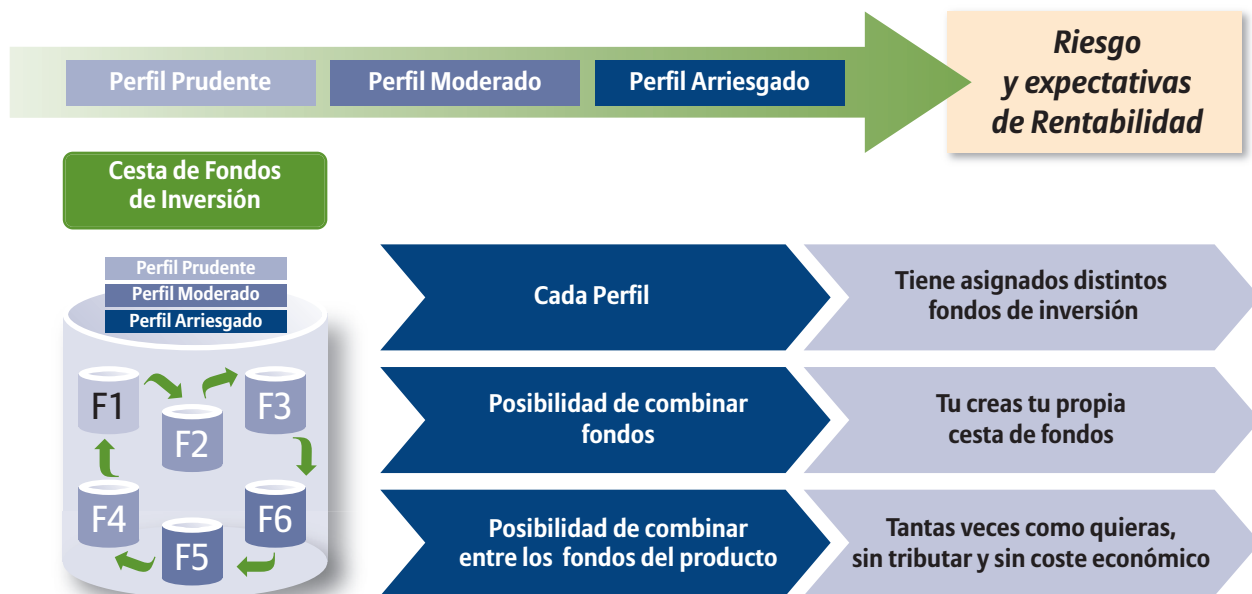 Perfil Prudente
Perfil Moderado
Perfil Arriesgado
Riesgo
y expectativas
de Rentabilidad
Cesta de Fondos
de Inversión
Perfil Prudente
Perfil Moderado
Perfil Arriesgado
F1
F2
F3
F4
F5
F6
Cada Perfil
Tiene asignados distintos
fondos de inversión
Posibilidad de combinar
fondos
Tu creas tu propia
cesta de fondos
Posibilidad de combinar
entre los fondos del producto
Tantas veces como quieras,
sin tributar y sin coste económico